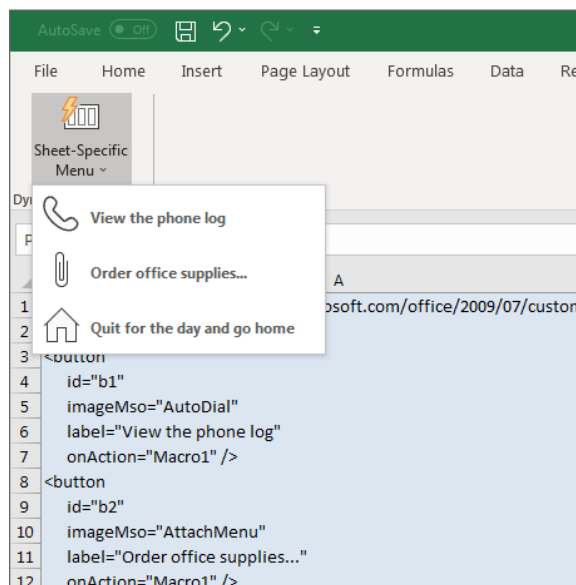 AutoSave Off
File Home Insert Page Layout Formulas Data Re
Sheet-Specific
Menu
Dy
View the phone log
P
Order office supplies...
A
1 osoft.com/office/2009/07/custom
2 Quit for the day and go home
3 <button
4 id="b1"
5 imageMso="AutoDial"
6 label="View the phone log"
7 onAction="Macro1" />
8 <button
9 id="b2"
10 imageMso="AttachMenu"
11 label="Order office supplies..."
12 onAction="Macro1" />